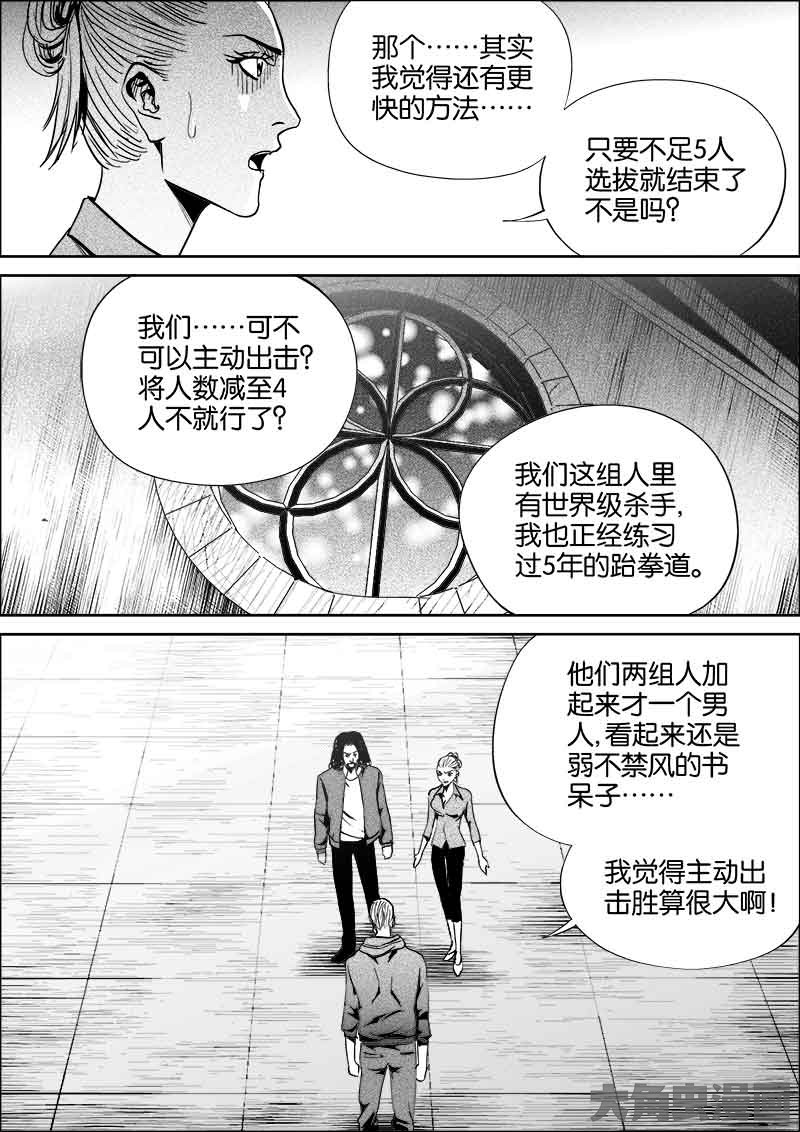 那个……其实
我觉得还有更
快的方法……
只要不足5人
选拔就结束了
不是吗？
我们……可不
可以主动出击？
将人数减至4
人不就行了？
我们这组人里
有世界级杀手，
我也正经练习
过5年的跆拳道。
他们两组人加
起来才一个男
人，看起来还是
弱不禁风的书
呆子……
我觉得主动出
击胜算很大啊！
大角虫漫画